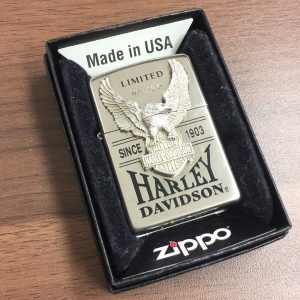 Made in USA
LIMITED
SINCE 1903
HARLEY
DAVIDSON®
zippo